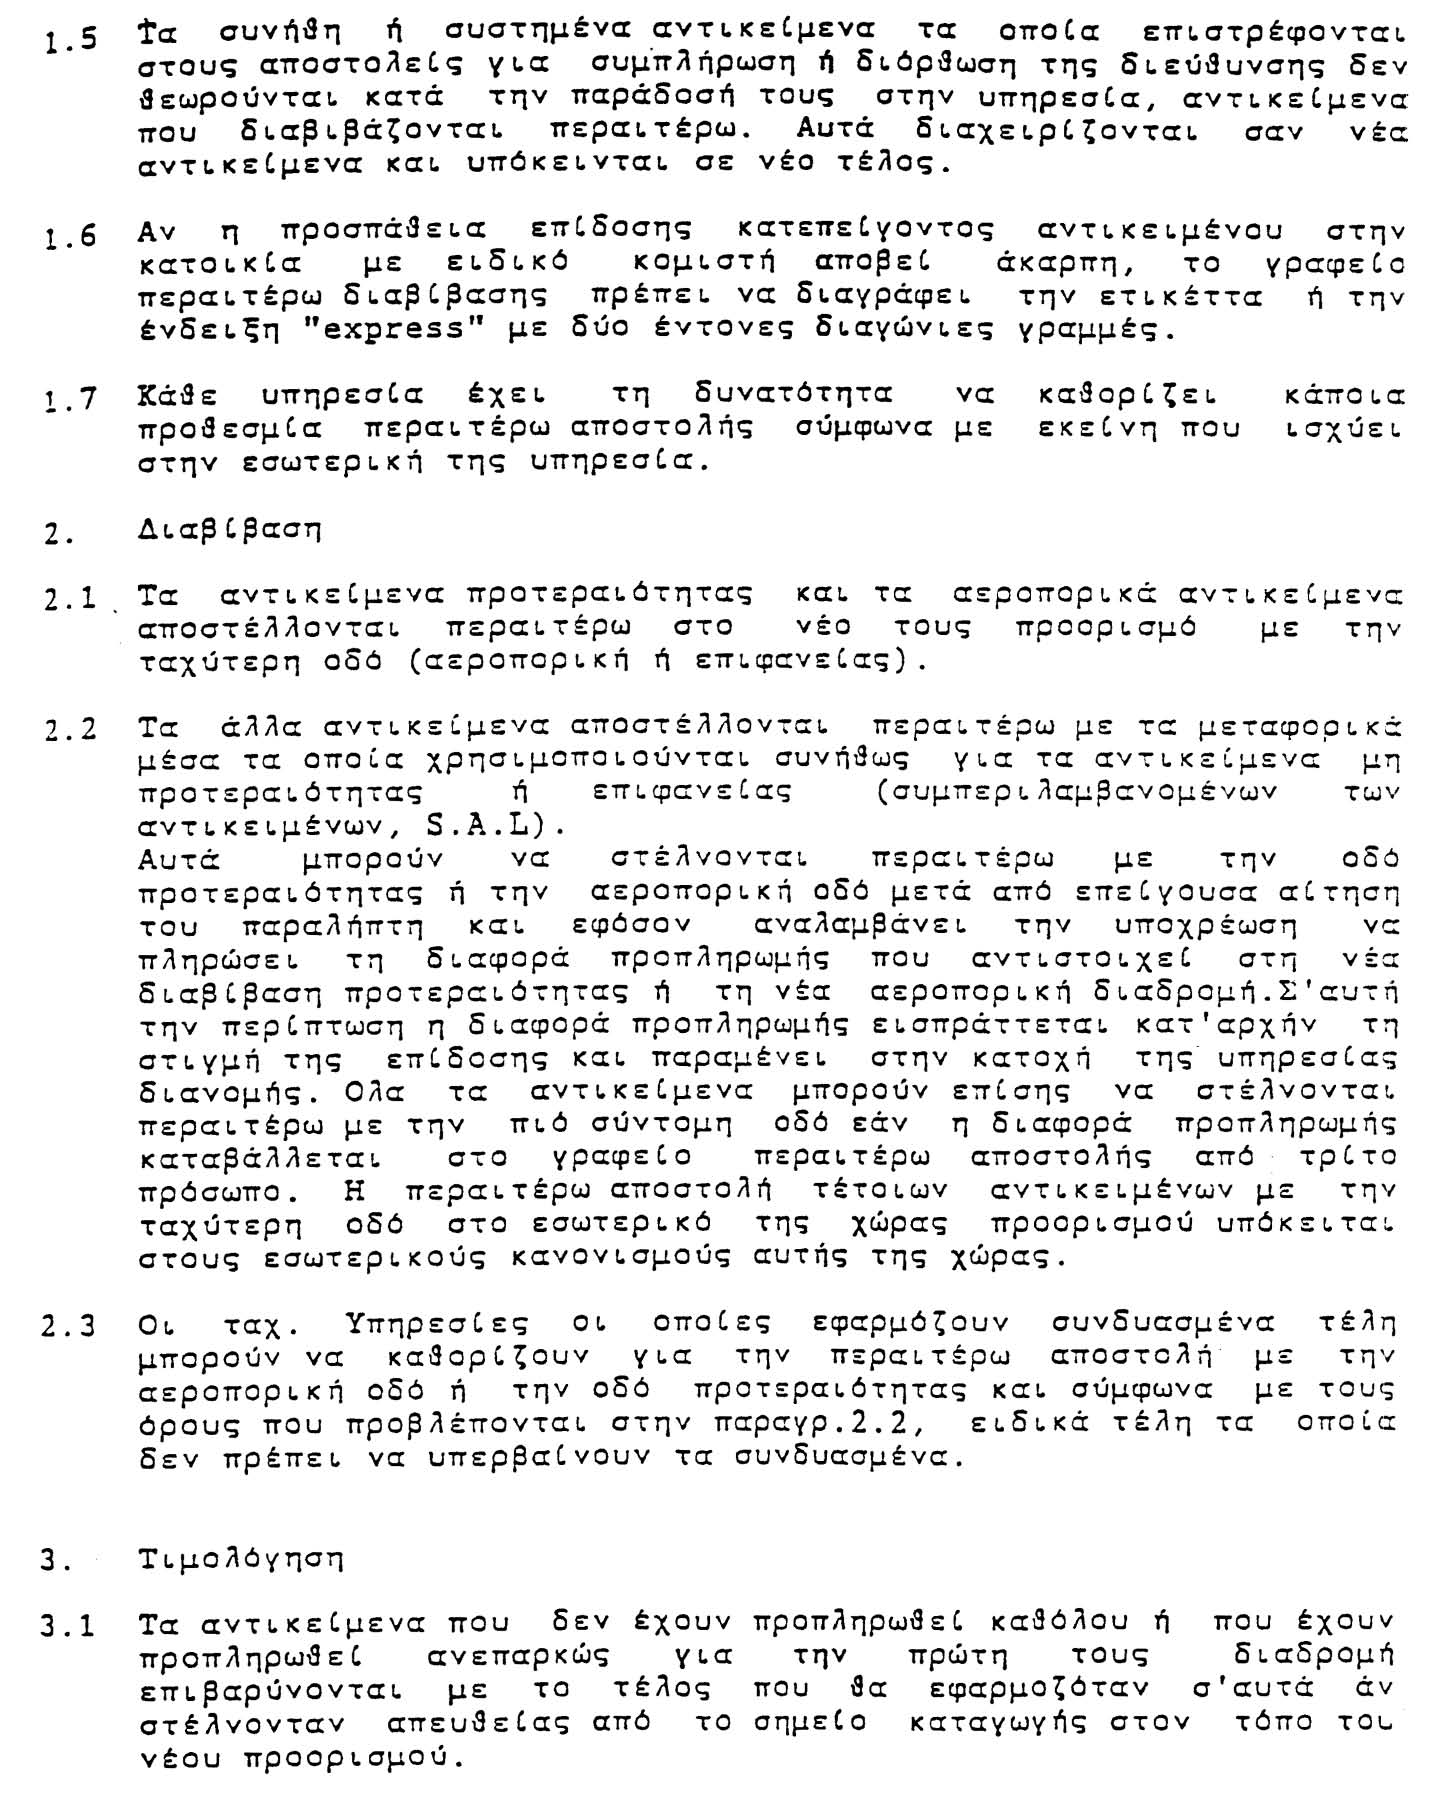 1.5 Τα συνήθη ή συστημένα αντικείμενα τα οποία επιστρέφονται
στους αποστολείς για συμπλήρωση ή διόρθωση της διεύθυνσης δεν
θεωρούνται κατά την παράδοσή τους στην υπηρεσία, αντικείμενα
που διαβιβάζονται περαιτέρω. Αυτά διαχειρίζονται σαν νέα
αντικείμενα και υπόκεινται σε νέο τέλος.
1.6 Αν η προσπάθεια επίδοσης κατεπείγοντος αντικειμένου στην
κατοικία με ειδικό κομιστή αποβεί άκαρπη, το γραφείο
περαιτέρω διαβίβασης πρέπει να διαγράφει την ετικέττα ή την
ένδειξη "express" με δύο έντονες διαγώνιες γραμμές.
1.7 Κάθε υπηρεσία έχει τη δυνατότητα να καθορίζει κάποια
προθεσμία περαιτέρω αποστολής σύμφωνα με εκείνη που ισχύει
στην εσωτερική της υπηρεσία.
2. Διαβίβαση
2.1 Τα αντικείμενα προτεραιότητας και τα αεροπορικά αντικείμενα
αποστέλλονται περαιτέρω στο νέο τους προορισμό με την
ταχύτερη οδό (αεροπορική ή επιφανείας).
2.2 Τα άλλα αντικείμενα αποστέλλονται περαιτέρω με τα μεταφορικά
μέσα τα οποία χρησιμοποιούνται συνήθως για τα αντικείμενα μη
προτεραιότητας ή επιφανείας (συμπεριλαμβανομένων των
αντικειμένων, S.A.L).
Αυτά μπορούν να στέλνονται περαιτέρω με την οδό
προτεραιότητας ή την αεροπορική οδό μετά από επείγουσα αίτηση
του παραλήπτη και εφόσον αναλαμβάνει την υποχρέωση να
πληρώσει τη διαφορά προπληρωμής που αντιστοιχεί στη νέα
διαβίβαση προτεραιότητας ή τη νέα αεροπορική διαδρομή.Σ'αυτή
την περίπτωση η διαφορά προπληρωμής εισπράττεται κατ'αρχήν τη
στιγμή της επίδοσης και παραμένει στην κατοχή της υπηρεσίας
διανομής. Ολα τα αντικείμενα μπορούν επίσης να στέλνονται
περαιτέρω με την πιό σύντομη οδό εάν η διαφορά προπληρωμής
καταβάλλεται στο γραφείο περαιτέρω αποστολής από τρίτο
πρόσωπο. Η περαιτέρω αποστολή τέτοιων αντικειμένων με την
ταχύτερη οδό στο εσωτερικό της χώρας προορισμού υπόκειται
στους εσωτερικούς κανονισμούς αυτής της χώρας.
2.3 Οι ταχ. Υπηρεσίες οι οποίες εφαρμόζουν συνδυασμένα τέλη
μπορούν να καθορίζουν για την περαιτέρω αποστολή με την
αεροπορική οδό ή την οδό προτεραιότητας και σύμφωνα με τους
όρους που προβλέπονται στην παραγρ.2.2, ειδικά τέλη τα οποία
δεν πρέπει να υπερβαίνουν τα συνδυασμένα.
3. Τιμολόγηση
3.1 Τα αντικείμενα που δεν έχουν προπληρωθεί καθόλου ή που έχουν
προπληρωθεί ανεπαρκώς για την πρώτη τους διαδρομή
επιβαρύνονται με το τέλος που θα εφαρμοζόταν σ'αυτά άν
στέλνονταν απευθείας από το σημείο καταγωγής στον τόπο του
νέου προορισμού.